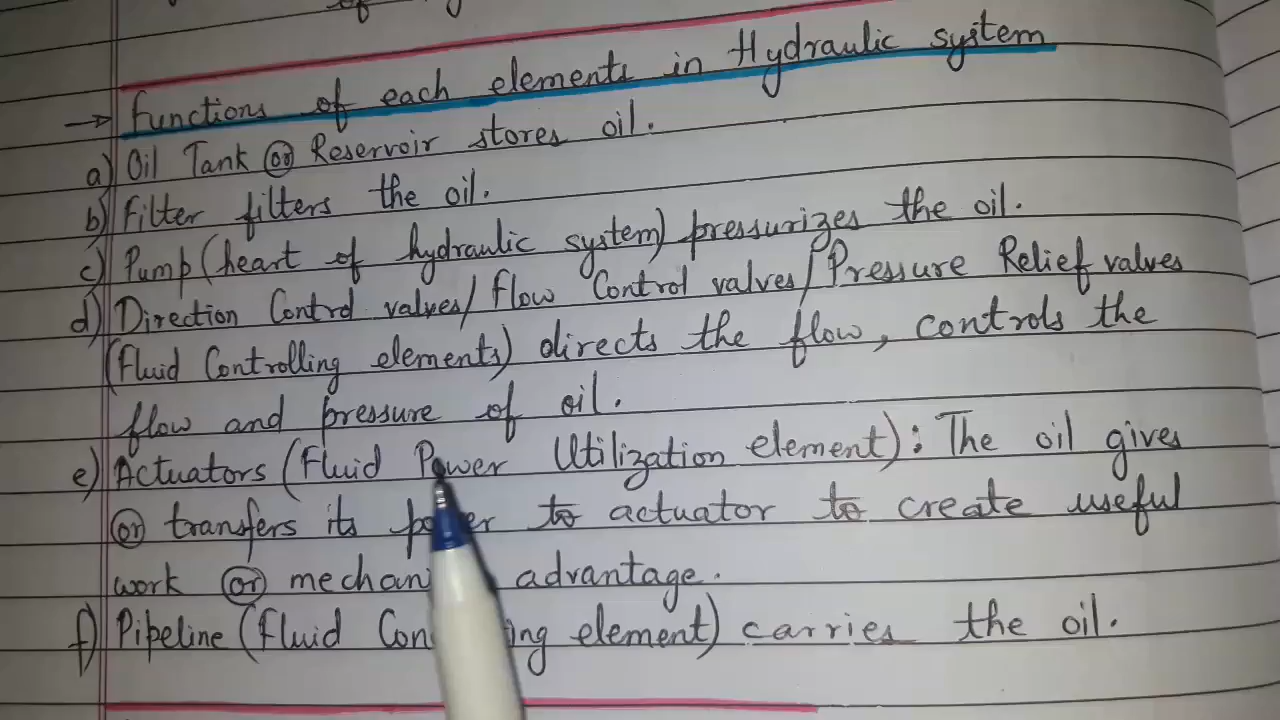 of
→ Functions of each elements in Hydraulic system
a) Oil Tank (or) Reservoir stores oil.
b) Filter filters the oil.
c) Pump (heart of hydraulic system) pressurizes the oil.
d) Direction Control valves/Flow Control valves/Pressure Relief valves
(Fluid Controlling elements) directs the flow, controls the
flow and pressure of oil.
e) Actuators (Fluid Power Utilization element): The oil gives
(or) transfers its power to actuator to create useful
work (or) mechani advantage.
f) Pipeline (Fluid Con ing element) carries the oil.